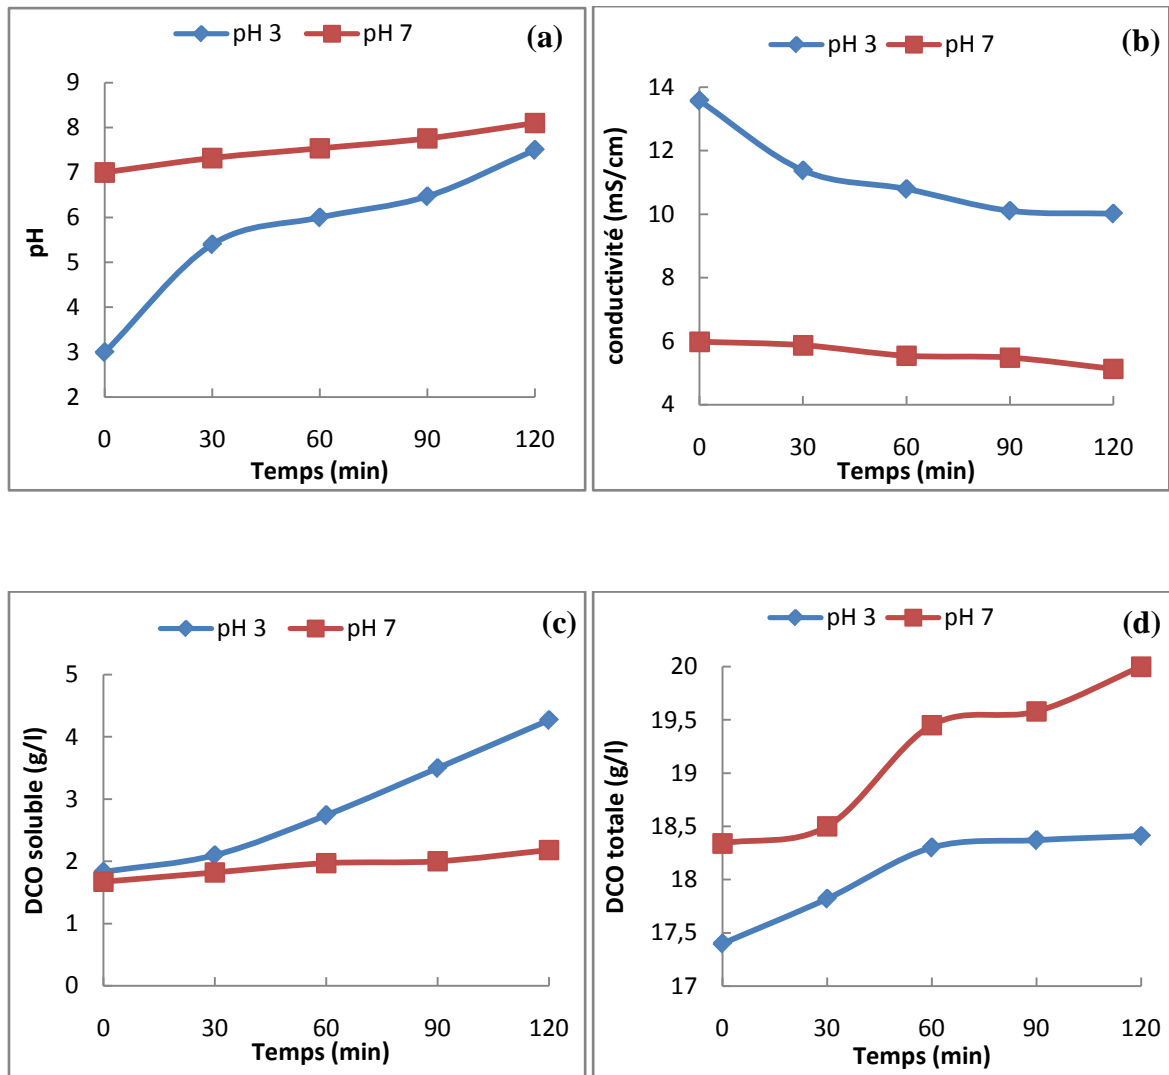 pH 3 pH 7 (a)
9
8
7
6
5
4
3
2
pH
0 30 60 90 120
Temps (min)
pH 3 pH 7 (b)
14
12
10
8
6
4
conductivité (mS/cm)
0 30 60 90 120
Temps (min)
pH 3 pH 7 (c)
5
4
3
2
1
0
DCO soluble (g/l)
0 30 60 90 120
Temps (min)
pH 3 pH 7 (d)
20
19,5
19
18,5
18
17,5
17
DCO totale (g/l)
0 30 60 90 120
Temps (min)